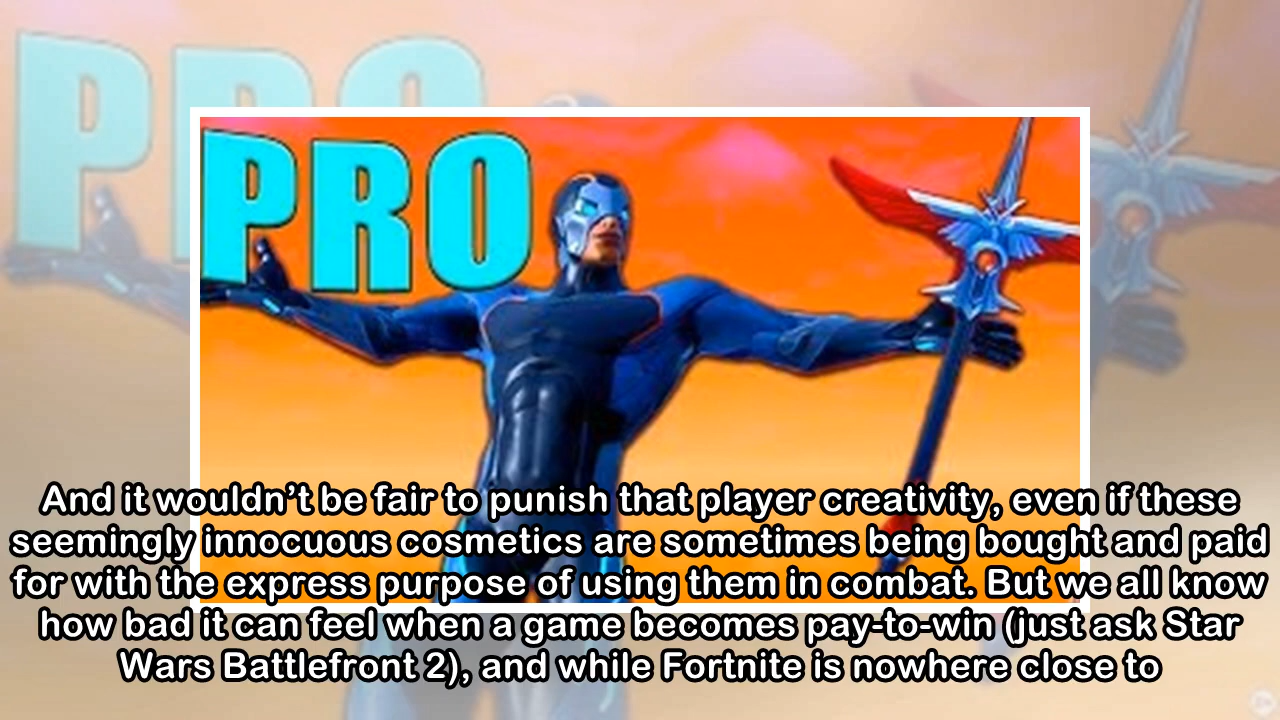 PRO
PRO
And it wouldn’t be fair to punish that player creativity, even if these
seemingly innocuous cosmetics are sometimes being bought and paid
for with the express purpose of using them in combat. But we all know
how bad it can feel when a game becomes pay-to-win (just ask Star
Wars Battlefront 2), and while Fortnite is nowhere close to